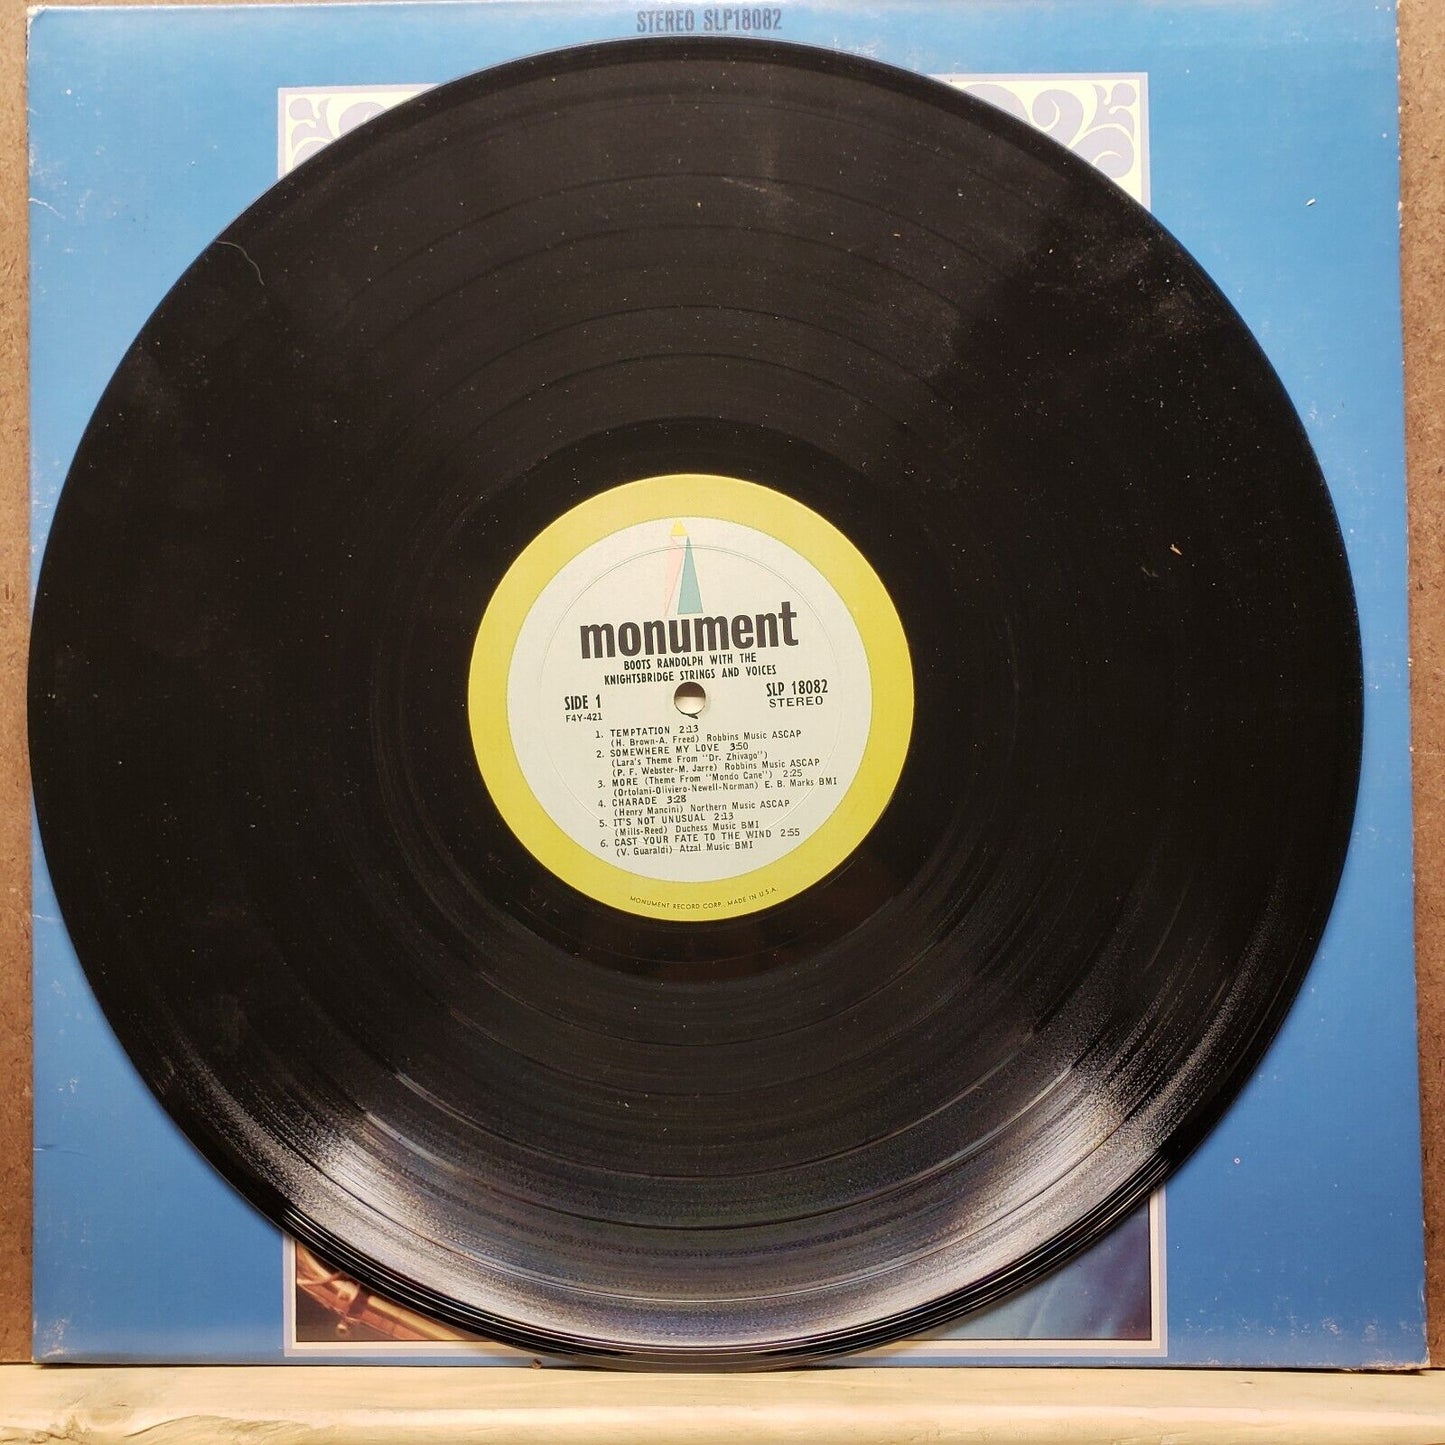 STEREO SLP18082
monument
BOOTS RANDOLPH WITH THE
KNIGHTSBRIDGE STRINGS AND VOICES
SIDE 1
F4Y-421
SLP 18082
STEREO
1. TEMPTATION 2:13
(H. Brown-A. Freed) Robbins Music ASCAP
2. SOMEWHERE MY LOVE 3:50
(Lara's Theme From "Dr. Zhivago")
(P. F. Webster-M. Jarre) Robbins Music ASCAP
3. MORE (Theme From "Mondo Cane") 2:25
(Ortolani-Oliviero-Newell-Norman) E. B. Marks BMI
4. CHARADE 3:28
(Henry Mancini) Northern Music ASCAP
5. IT'S NOT UNUSUAL 2:13
(Mills-Reed) Duchess Music BMI
6. CAST YOUR FATE TO THE WIND 2:55
(V. Guaraldi) Atzal Music BMI
MONUMENT RECORD CORP., MADE IN U.S.A.